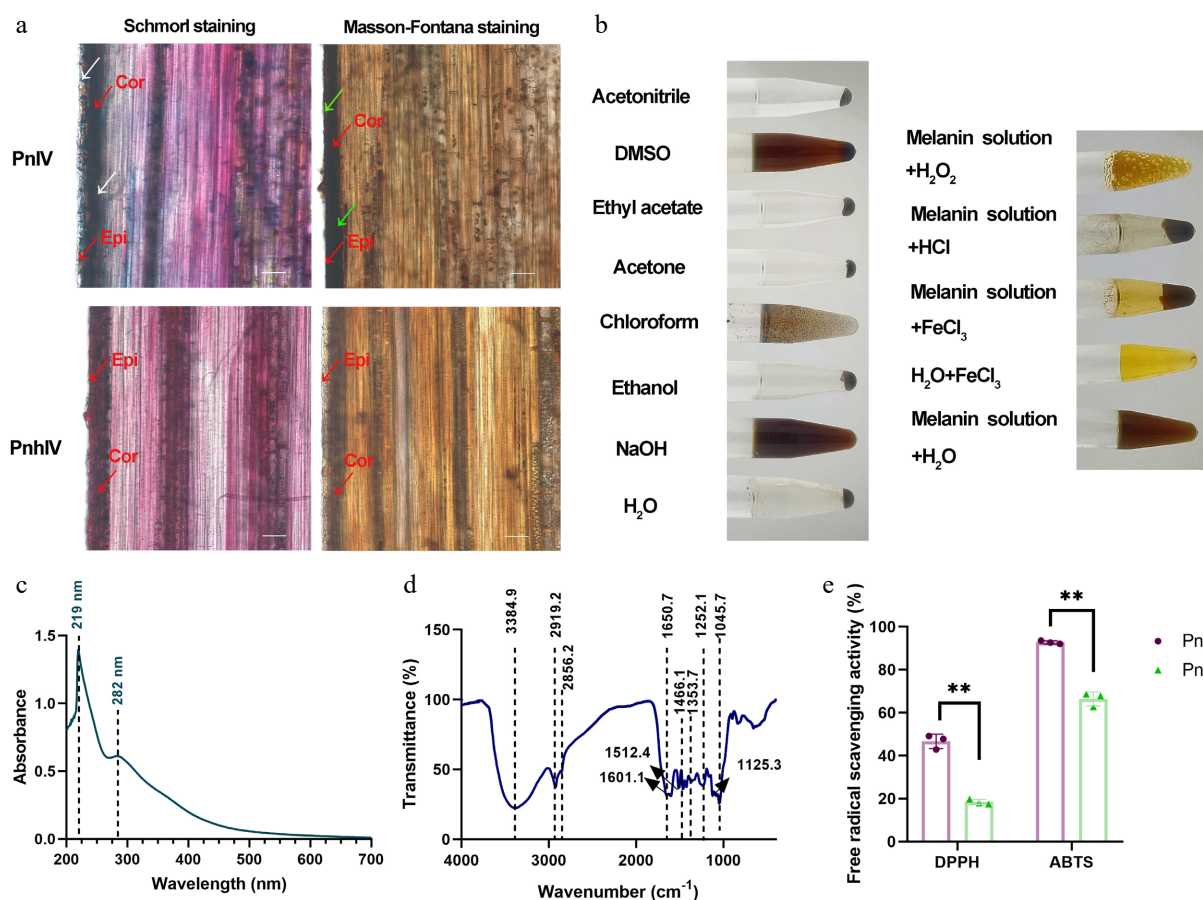 a
Schmorl staining
Masson-Fontana staining
PnIV
Cor
Epi
Cor
Epi
PnhIV
Epi
Cor
Epi
Cor
b
Acetonitrile
DMSO
Ethyl acetate
Acetone
Chloroform
Ethanol
NaOH
H₂O
Melanin solution
+H₂O₂
Melanin solution
+HCl
Melanin solution
+FeCl₃
H₂O+FeCl₃
Melanin solution
+H₂O
c
219 nm
282 nm
1.5
1.0
0.5
0.0
Absorbance
200 300 400 500 600 700
Wavelength (nm)
d
3384.9
2919.2
2856.2
1650.7
1466.1
1353.7
1252.1
1045.7
1512.4
1601.1
1125.3
150
100
50
0
Transmittance (%)
4000 3000 2000 1000
Wavenumber (cm⁻¹)
e
Free radical scavenging activity (%)
100
80
60
40
20
0
**
**
DPPH ABTS
Pn
Pn